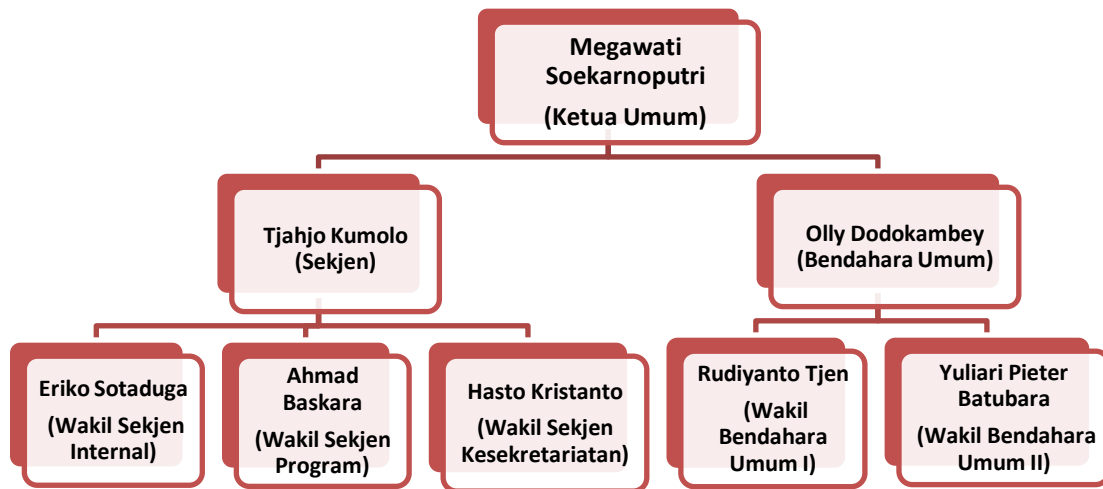 Megawati
Soekarnoputri
(Ketua Umum)
Tjahjo Kumolo
(Sekjen)
Olly Dodokambey
(Bendahara Umum)
Eriko Sotaduga
(Wakil Sekjen
Internal)
Ahmad
Baskara
(Wakil Sekjen
Program)
Hasto Kristanto
(Wakil Sekjen
Kesekretariatan)
Rudiyanto Tjen
(Wakil
Bendahara
Umum I)
Yuliari Pieter
Batubara
(Wakil Bendahara
Umum II)